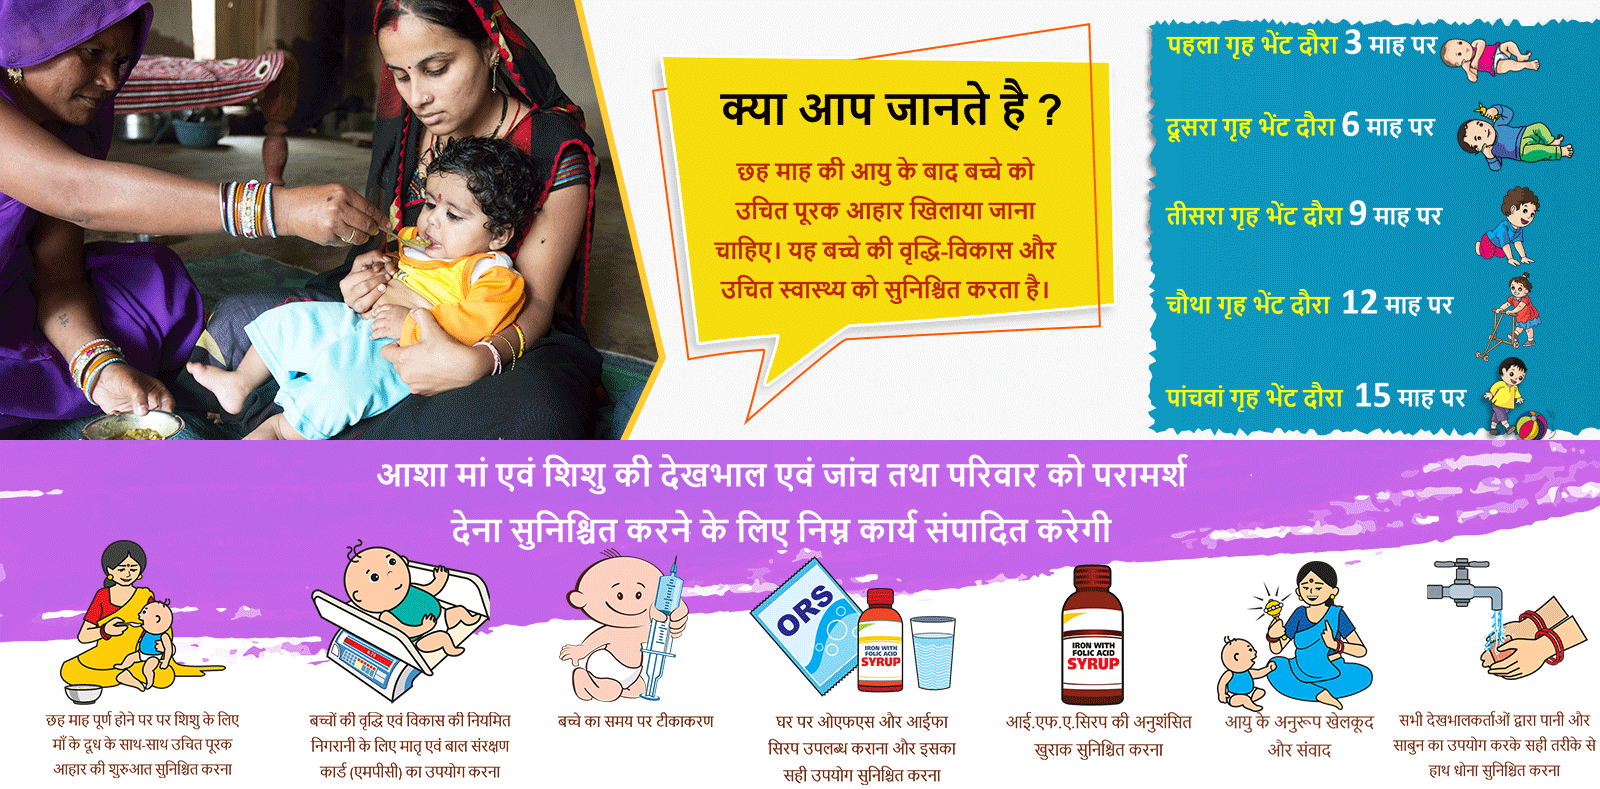 क्या आप जानते है ?
छह माह की आयु के बाद बच्चे को
उचित पूरक आहार खिलाया जाना
चाहिए। यह बच्चे की वृद्धि-विकास और
उचित स्वास्थ्य को सुनिश्चित करता है।
पहला गृह भेंट दौरा 3 माह पर
दूसरा गृह भेंट दौरा 6 माह पर
तीसरा गृह भेंट दौरा 9 माह पर
चौथा गृह भेंट दौरा 12 माह पर
पांचवां गृह भेंट दौरा 15 माह पर
आशा मां एवं शिशु की देखभाल एवं जांच तथा परिवार को परामर्श
देना सुनिश्चित करने के लिए निम्न कार्य संपादित करेगी
छह माह पूर्ण होने पर पर शिशु के लिए
माँ के दूध के साथ-साथ उचित पूरक
आहार की शुरुआत सुनिश्चित करना
बच्चों की वृद्धि एवं विकास की नियमित
निगरानी के लिए मातृ एवं बाल संरक्षण
कार्ड (एमपीसी) का उपयोग करना
बच्चे का समय पर टीकाकरण
ORS
IRON WITH
FOLIC ACID
SYRUP
घर पर ओएफएस और आईफा
सिरप उपलब्ध कराना और इसका
सही उपयोग सुनिश्चित करना
IRON WITH
FOLIC ACID
SYRUP
आई.एफ.ए.सिरप की अनुशंसित
खुराक सुनिश्चित करना
आयु के अनुरूप खेलकूद
और संवाद
सभी देखभालकर्ताओं द्वारा पानी और
साबुन का उपयोग करके सही तरीके से
हाथ धोना सुनिश्चित करना